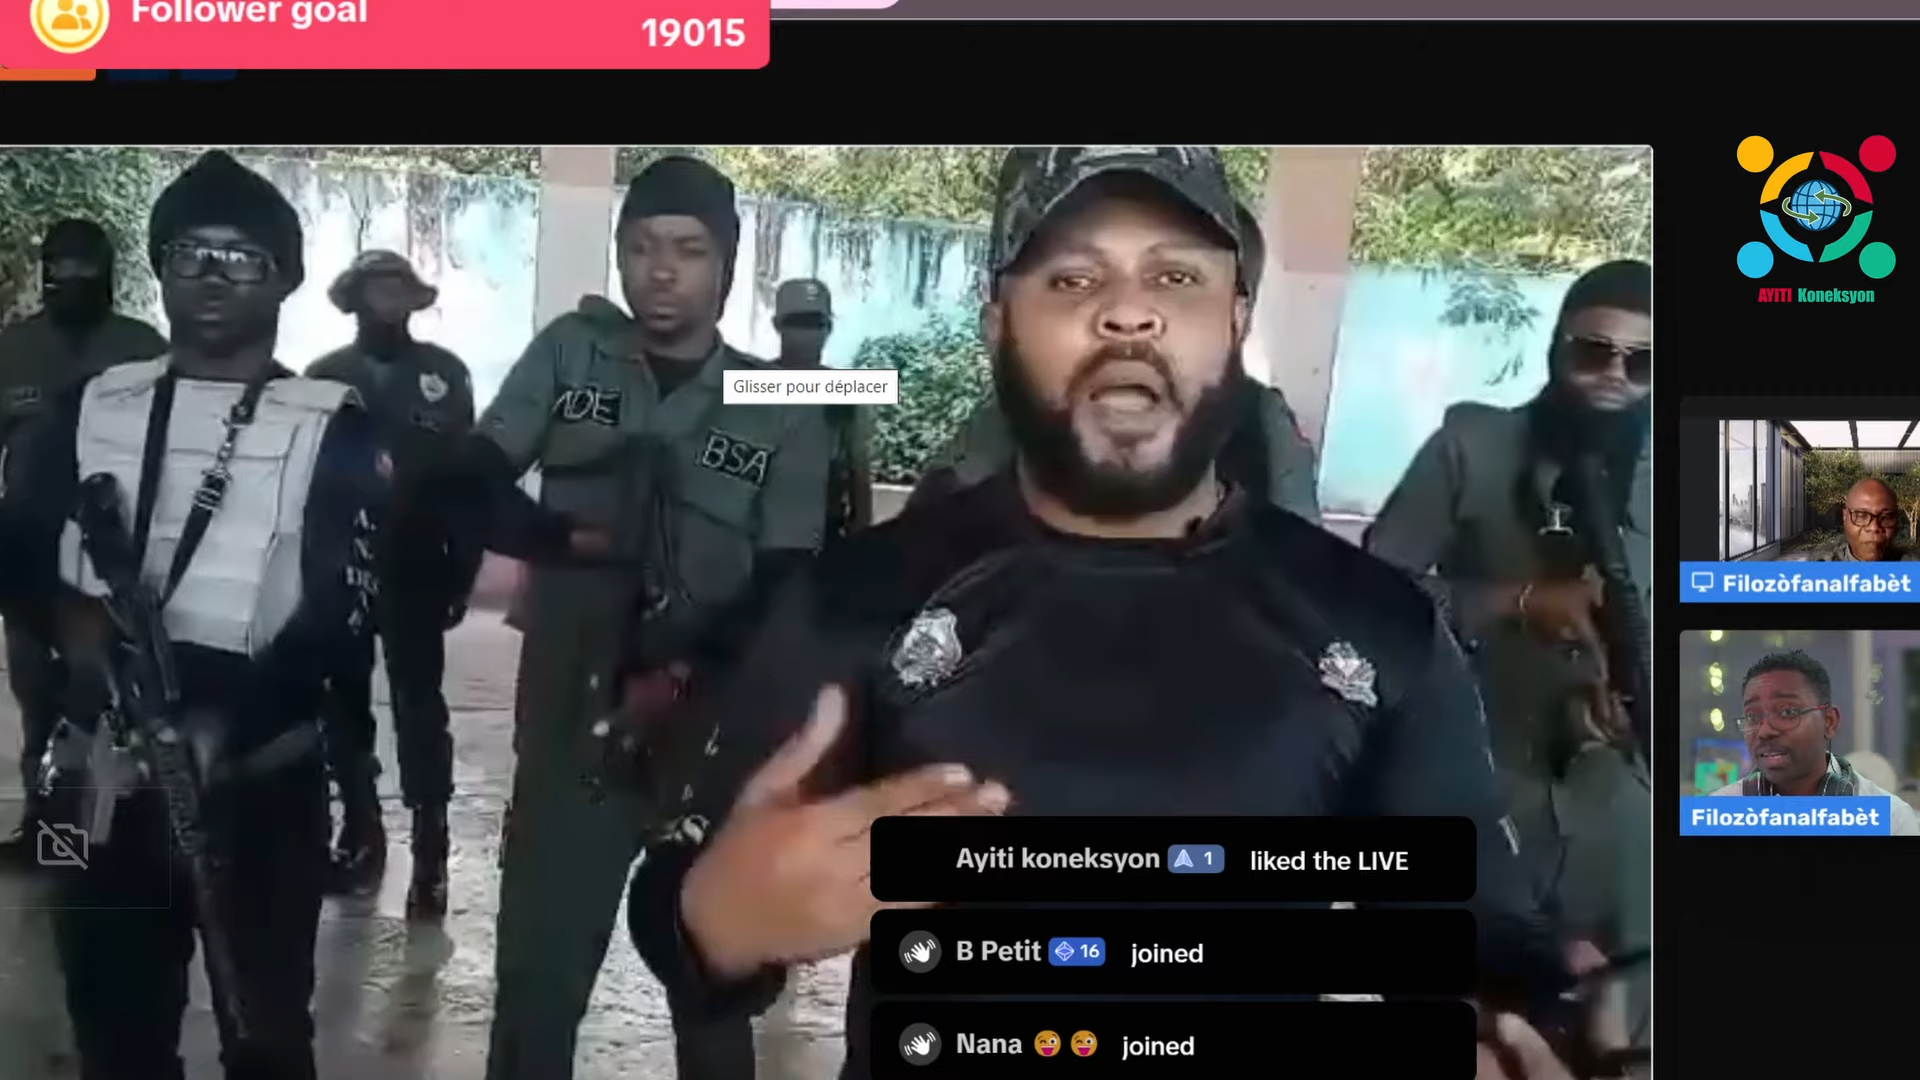 Follower goal
19015
AYITI Koneksyon
Glisser pour déplacer
ADE
BSA
Filozòfanalfabèt
Filozòfanalfabèt
Ayiti koneksyon 1 liked the LIVE
B Petit 16 joined
Nana 😜 😜 joined